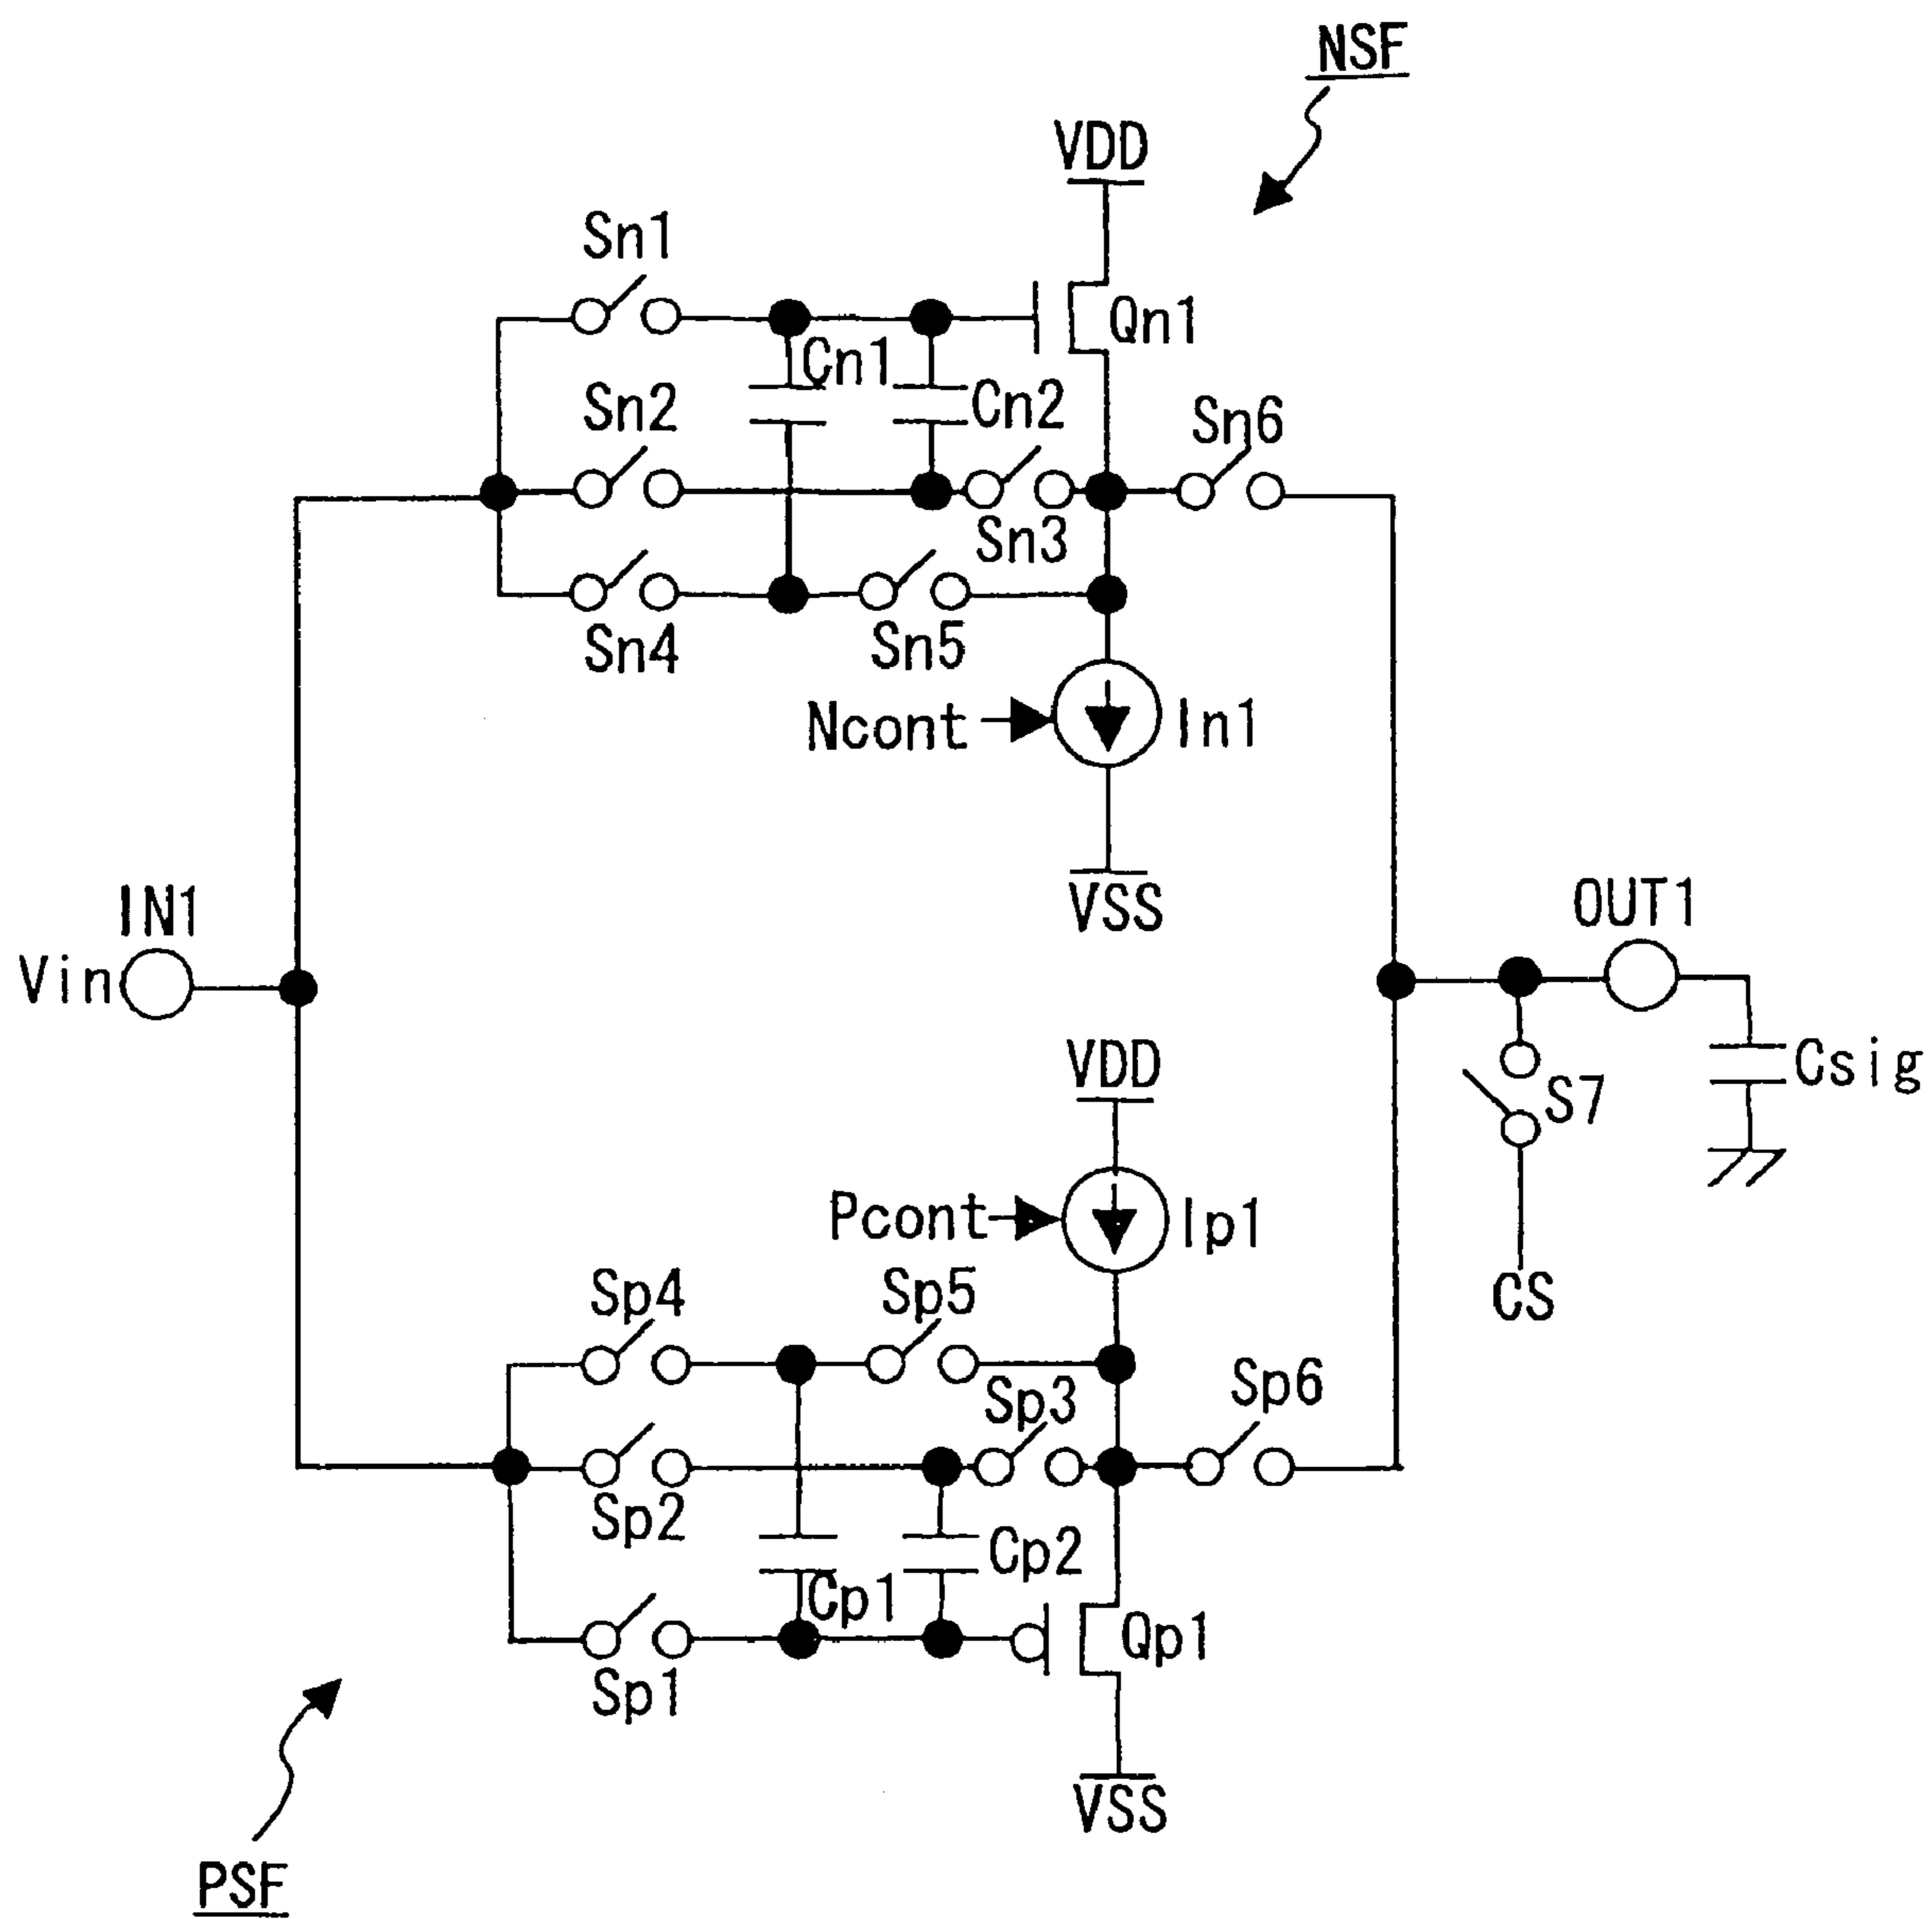 NSF
VDD
Sn1
Qn1
Cn1
Sn2
Cn2
Sn6
Sn3
Sn4
Sn5
Ncont
In1
VSS
IN1
OUT1
Vin
VDD
Csig
S7
Pcont
Ip1
CS
Sp4
Sp5
Sp3
Sp6
Sp2
Cp2
Cp1
Qp1
Sp1
VSS
PSF